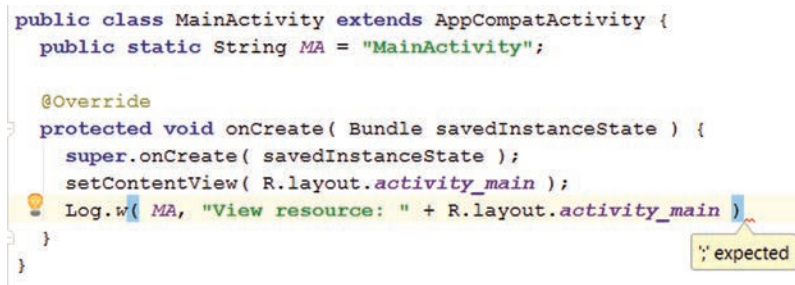 public class MainActivity extends AppCompatActivity {
public static String MA = "MainActivity";
@Override
protected void onCreate( Bundle savedInstanceState ) {
super.onCreate( savedInstanceState );
setContentView( R.layout.activity_main );
Log.w( MA, "View resource: " + R.layout.activity_main )
}
';' expected
}